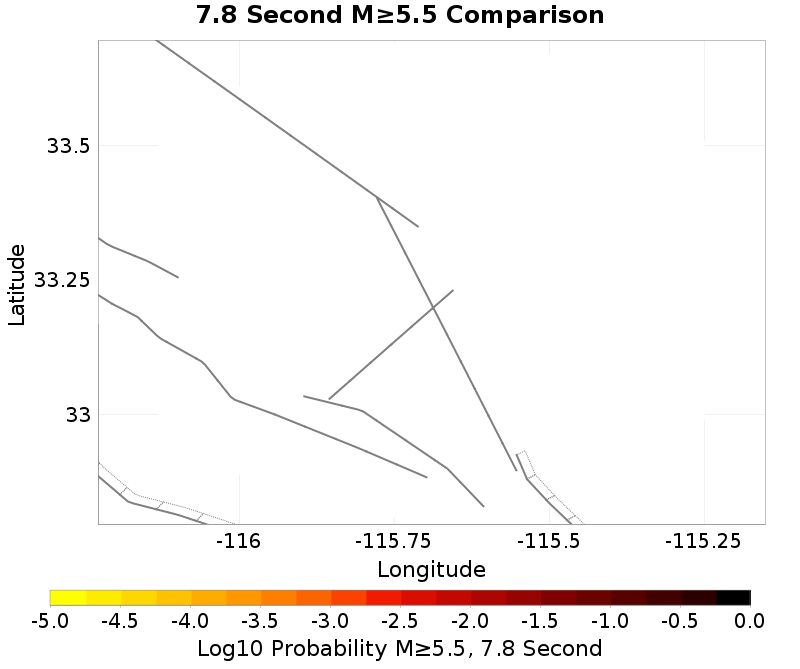 7.8 Second M≥5.5 Comparison
33.5
33.25
33
Latitude
-116
-115.75
-115.5
-115.25
Longitude
-5.0 -4.5 -4.0 -3.5 -3.0 -2.5 -2.0 -1.5 -1.0 -0.5 0.0
Log10 Probability M≥5.5, 7.8 Second